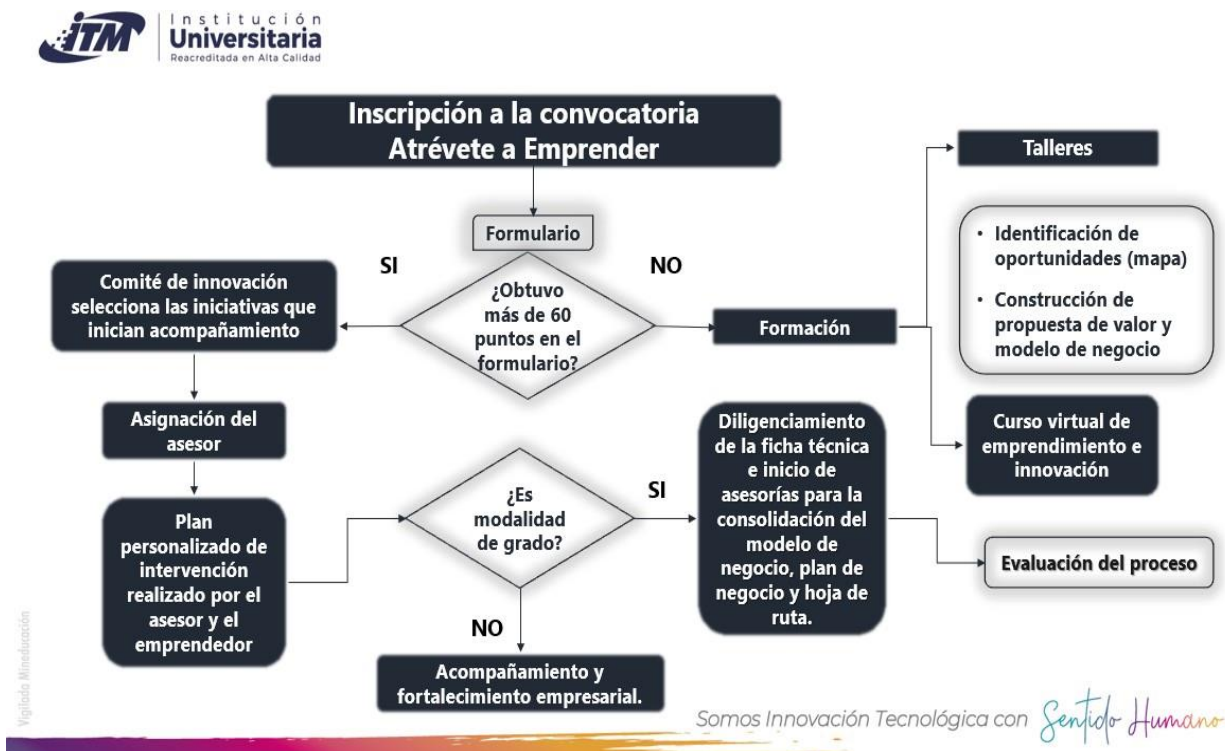 ITM
Institución
Universitaria
Reacreditada en Alta Calidad
Inscripción a la convocatoria
Atrévete a Emprender
Formulario
¿Obtuvo
más de 60
puntos en el
formulario?
SI
NO
Comité de innovación
selecciona las iniciativas que
inician acompañamiento
Formación
Talleres
• Identificación de
oportunidades (mapa)
• Construcción de
propuesta de valor y
modelo de negocio
Curso virtual de
emprendimiento e
innovación
Asignación del
asesor
Plan
personalizado de
intervención
realizado por el
asesor y el
emprendedor
¿Es
modalidad
de grado?
SI
NO
Diligenciamiento
de la ficha técnica
e inicio de
asesorías para la
consolidación del
modelo de
negocio, plan de
negocio y hoja de
ruta.
Evaluación del proceso
Acompañamiento y
fortalecimiento empresarial.
Vigilada Mineducación
Somos Innovación Tecnológica con Sentido Humano